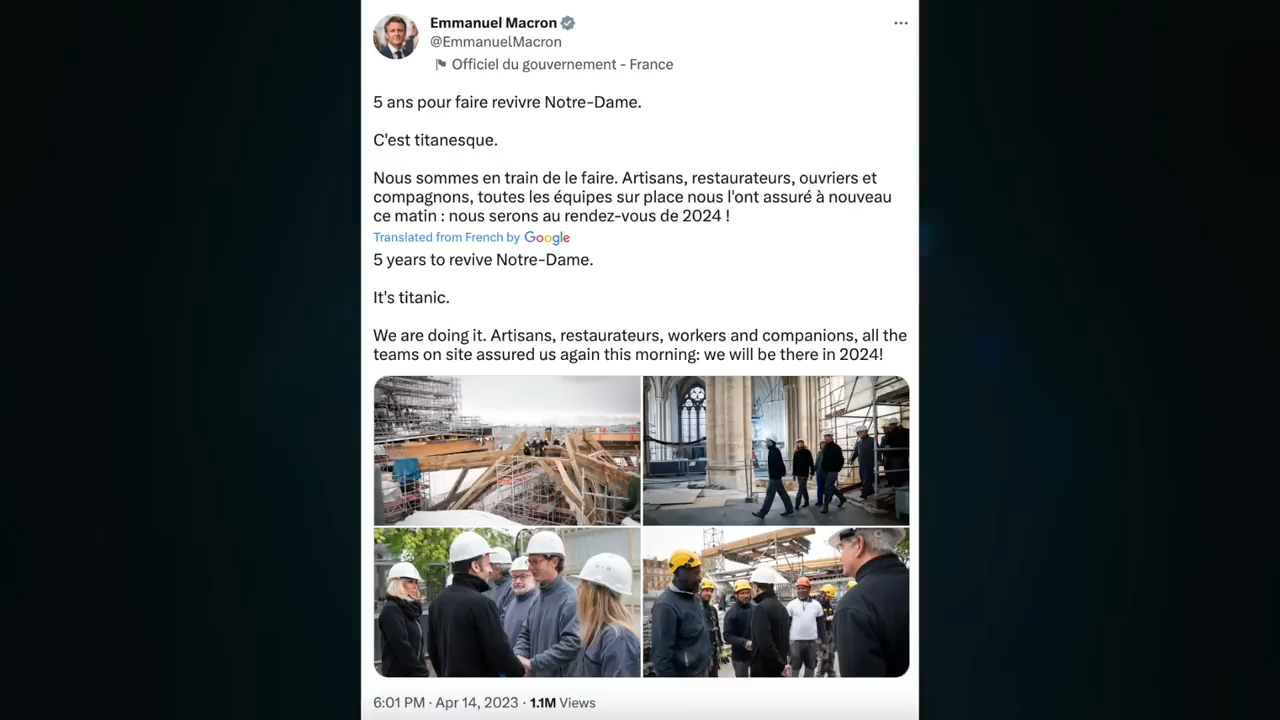 Emmanuel Macron
@EmmanuelMacron
Officiel du gouvernement - France
5 ans pour faire revivre Notre-Dame.
C'est titanesque.
Nous sommes en train de le faire. Artisans, restaurateurs, ouvriers et
compagnons, toutes les équipes sur place nous l'ont assuré à nouveau
ce matin : nous serons au rendez-vous de 2024 !
Translated from French by Google
5 years to revive Notre-Dame.
It's titanic.
We are doing it. Artisans, restaurateurs, workers and companions, all the
teams on site assured us again this morning: we will be there in 2024!
6:01 PM · Apr 14, 2023 · 1.1M Views